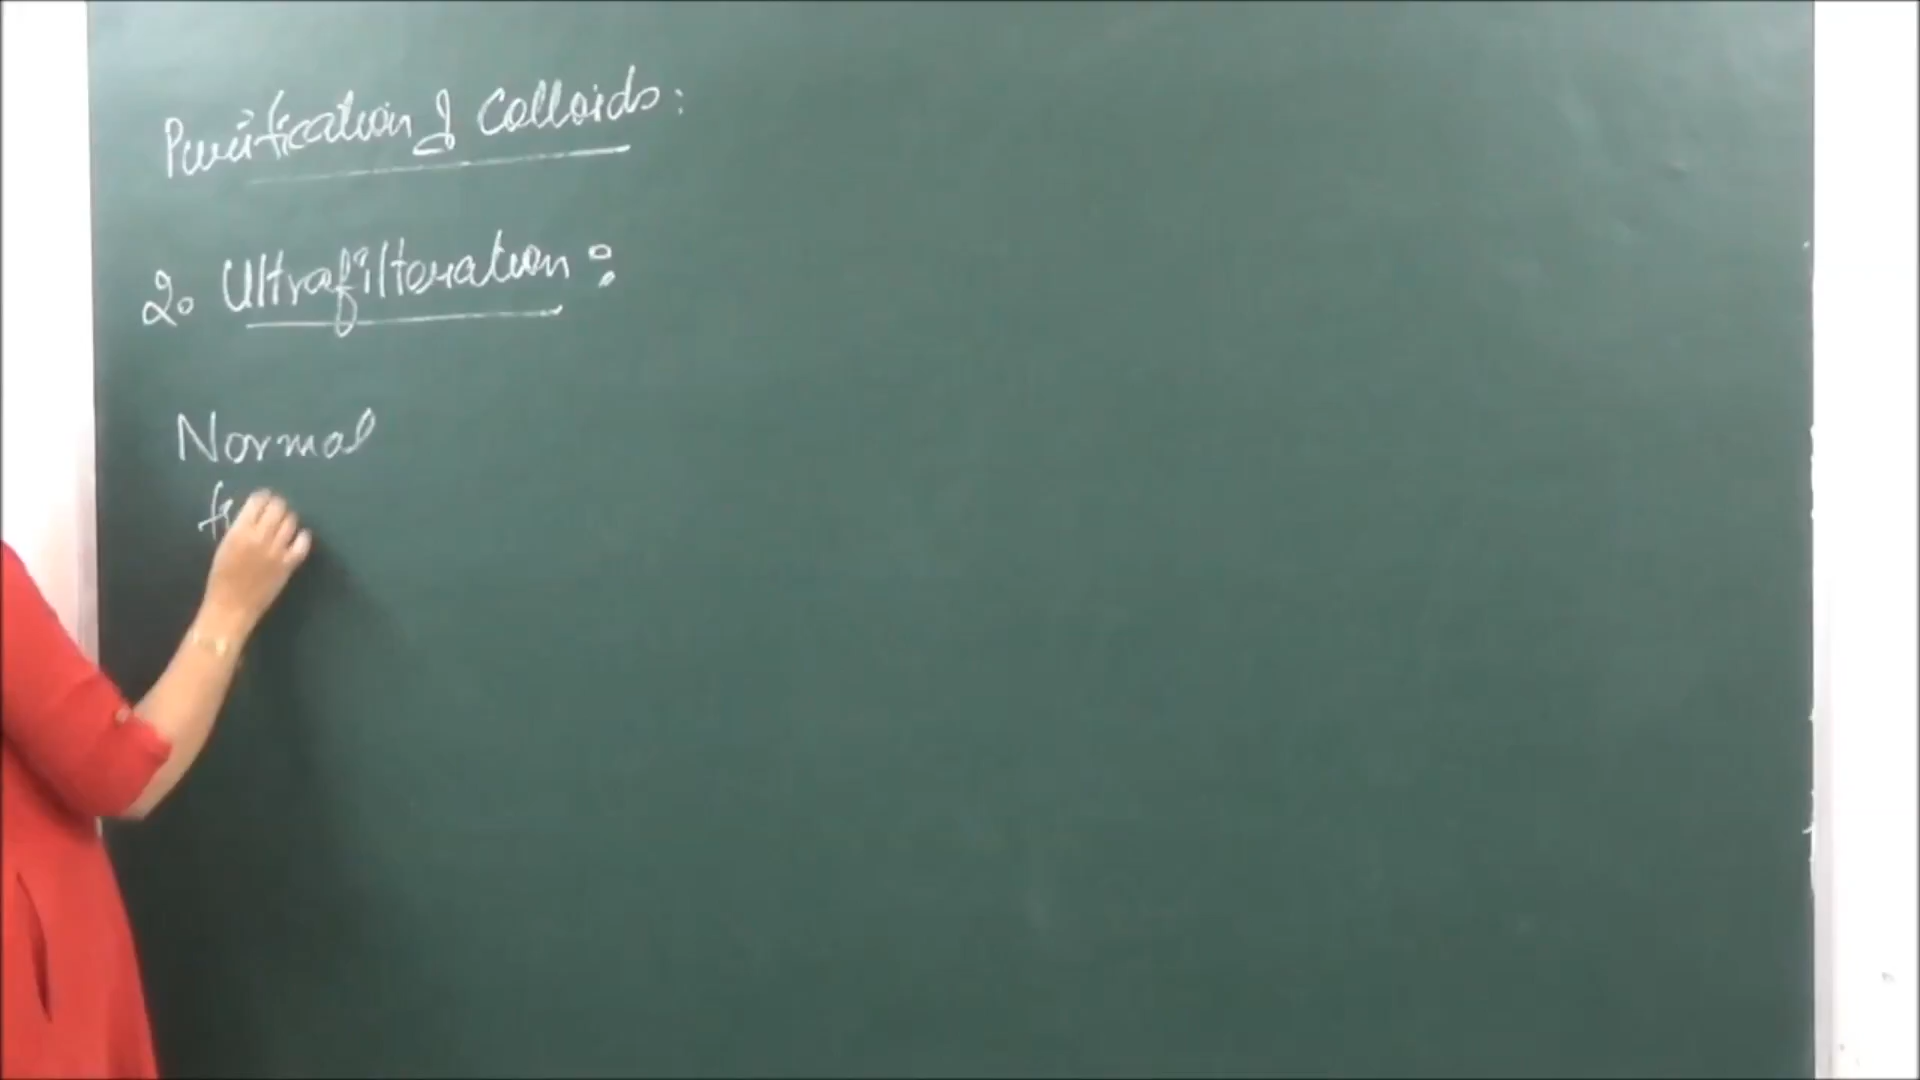 Purification of Colloids:
2. Ultrafilteration:
Normal